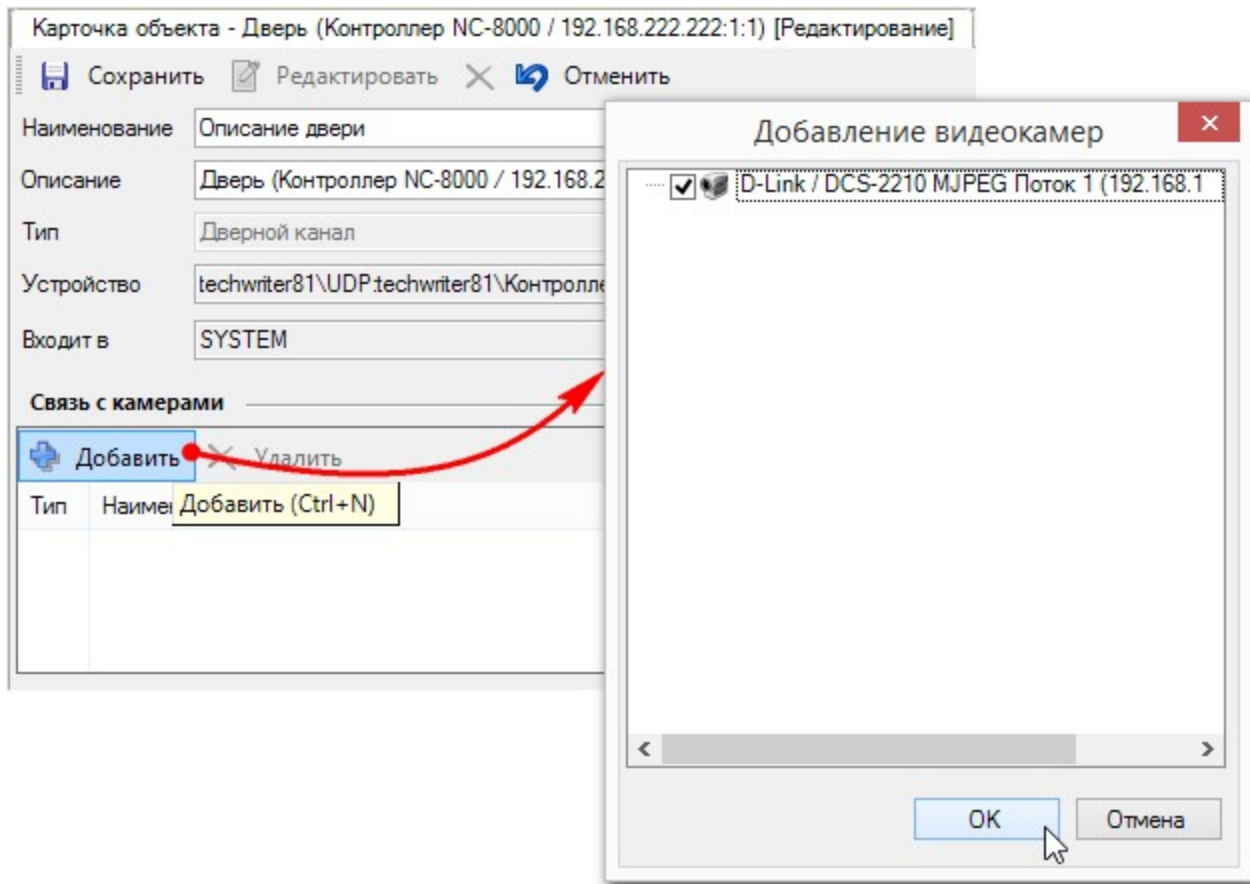 Карточка объекта - Дверь (Контроллер NC-8000 / 192.168.222.222:1:1) [Редактирование]
Сохранить Редактировать Отменить
Наименование Описание двери
Описание Дверь (Контроллер NC-8000 / 192.168.2
Тип Дверной канал
Устройство techwriter81\UDP:techwriter81\Контролле
Входит в SYSTEM
Связь с камерами
Добавить Удалить
Тип Наимен
Добавить (Ctrl+N)
Добавление видеокамер
D-Link / DCS-2210 MJPEG Поток 1 (192.168.1
OK Отмена